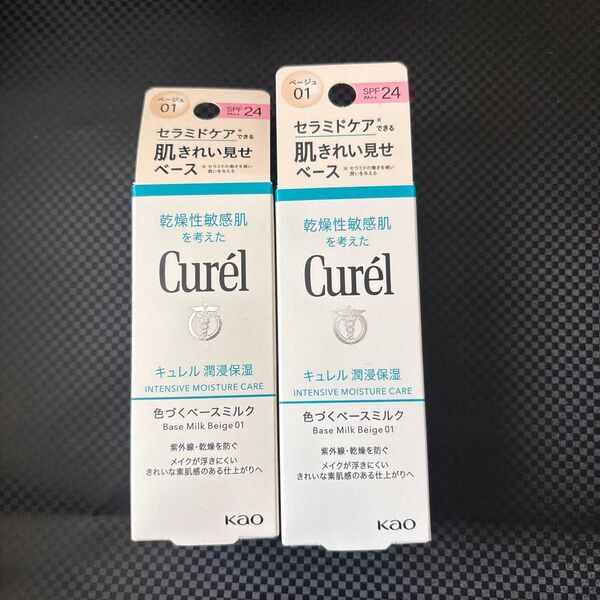 ベージュ
01
SPF 24
PA++
セラミドケア※できる
肌きれい見せ
ベース ※セラミドの働きを補い
潤いを与える
乾燥性敏感肌
を考えた
Curél
キュレル 潤浸保湿
INTENSIVE MOISTURE CARE
色づくベースミルク
Base Milk Beige 01
紫外線・乾燥を防ぐ
メイクが浮きにくい
きれいな素肌感のある仕上がりへ
Kao
ベージュ
01
SPF 24
PA++
セラミドケア※できる
肌きれい見せ
ベース ※セラミドの働きを補い
潤いを与える
乾燥性敏感肌
を考えた
Curél
キュレル 潤浸保湿
INTENSIVE MOISTURE CARE
色づくベースミルク
Base Milk Beige 01
紫外線・乾燥を防ぐ
メイクが浮きにくい
きれいな素肌感のある仕上がりへ
Kao